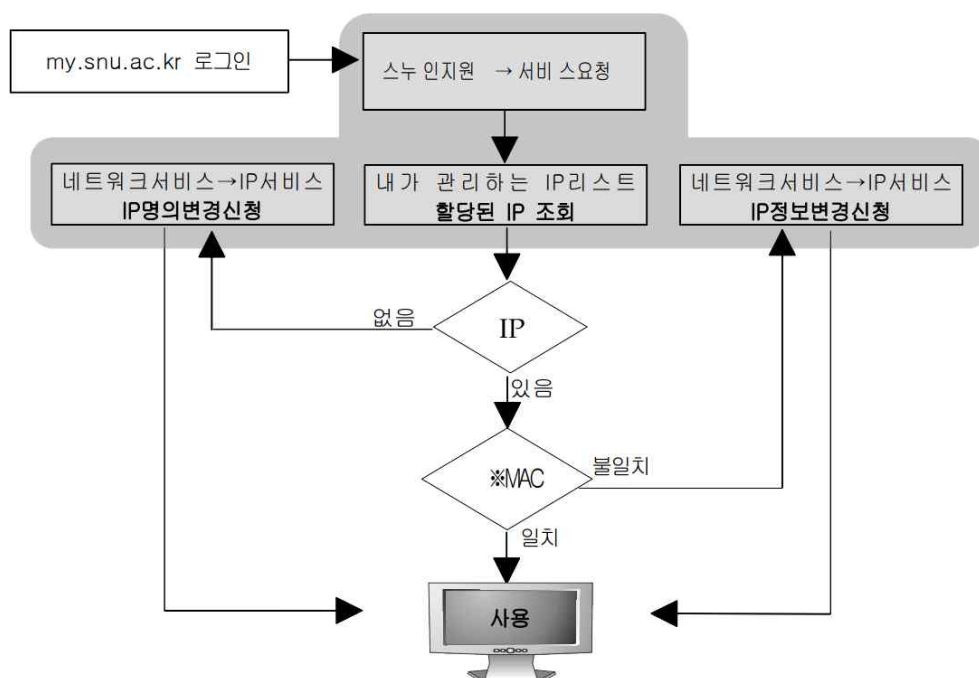 my.snu.ac.kr 로그인
스누 인지원 → 서비 스요청
네트워크서비스→IP서비스
IP명의변경신청
내가 관리하는 IP리스트
할당된 IP 조회
네트워크서비스→IP서비스
IP정보변경신청
없음
IP
있음
※MAC
불일치
일치
사용